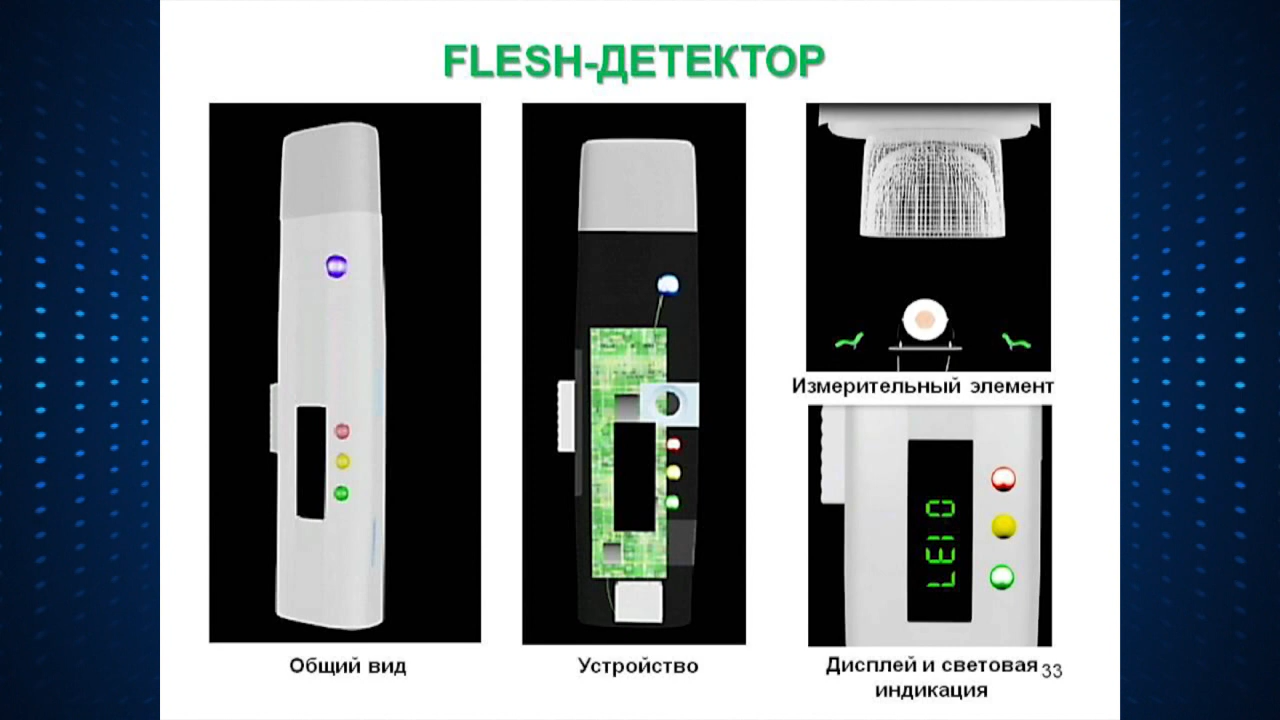 FLESH-ДЕТЕКТОР
Измерительный элемент
Общий вид
Устройство
Дисплей и световая
индикация
33